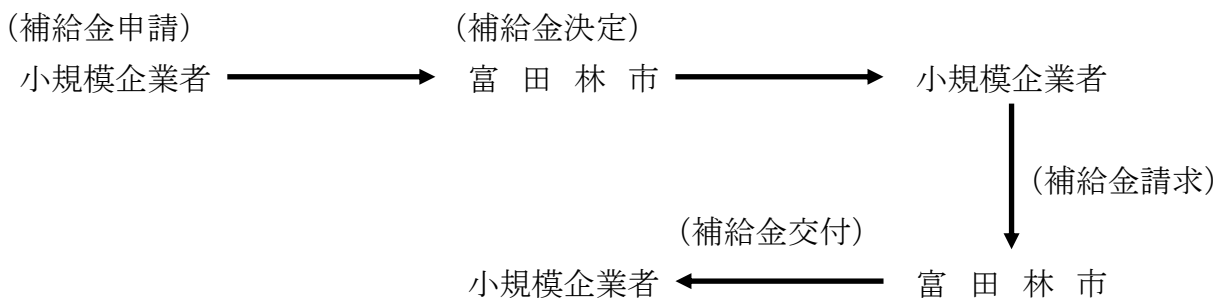 (補給金申請)
(補給金決定)
小規模企業者
富田林市
小規模企業者
(補給金請求)
(補給金交付)
小規模企業者
富田林市